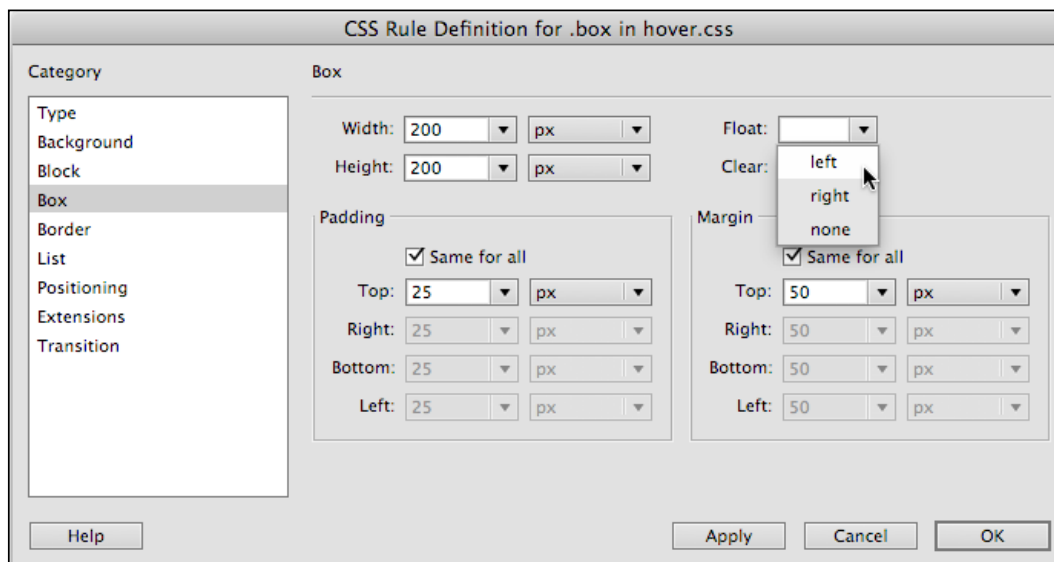 CSS Rule Definition for .box in hover.css
Category
Type
Background
Block
Box
Border
List
Positioning
Extensions
Transition
Box
Width: 200 px
Height: 200 px
Float:
Clear:
left
right
none
Padding
Same for all
Top: 25 px
Right: 25 px
Bottom: 25 px
Left: 25 px
Margin
Same for all
Top: 50 px
Right: 50 px
Bottom: 50 px
Left: 50 px
Help
Apply
Cancel
OK